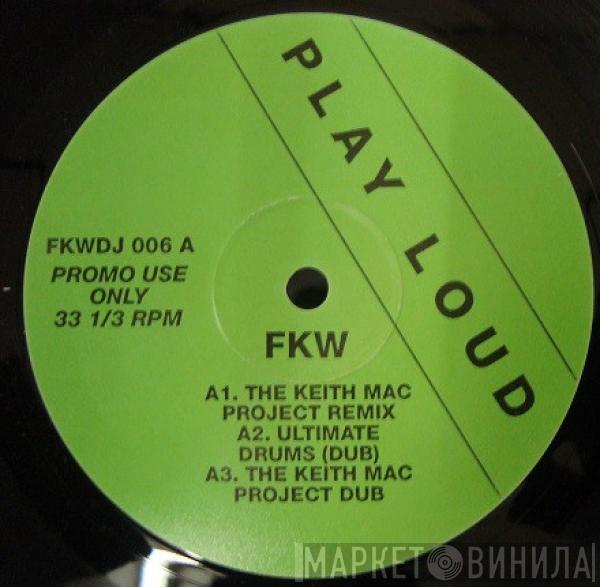 PLAY LOUD
FKWDJ 006 A
PROMO USE
ONLY
33 1/3 RPM
FKW
A1. THE KEITH MAC
PROJECT REMIX
A2. ULTIMATE
DRUMS (DUB)
A3. THE KEITH MAC
PROJECT DUB
МАРКЕТ ВИНИЛА